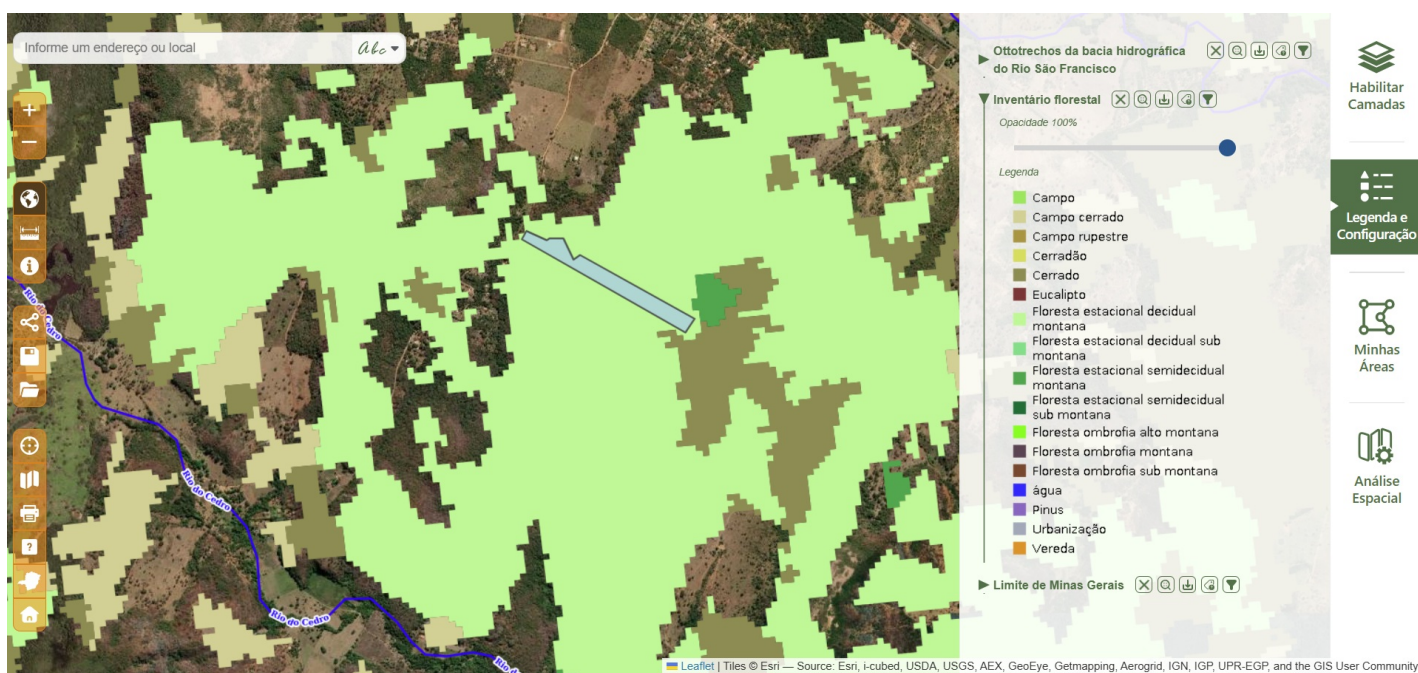 Informe um endereço ou local
Abc
Rio do Cedro
Rio do Cedro
Rio do Cedro
Rio do
Ottotrechos da bacia hidrográfica
do Rio São Francisco
Inventário florestal
Opacidade 100%
Legenda
Campo
Campo cerrado
Campo rupestre
Cerradão
Cerrado
Eucalipto
Floresta estacional decidual
montana
Floresta estacional decidual sub
montana
Floresta estacional semidecidual
montana
Floresta estacional semidecidual
sub montana
Floresta ombrofia alto montana
Floresta ombrofia montana
Floresta ombrofia sub montana
água
Pinus
Urbanização
Vereda
Limite de Minas Gerais
Habilitar
Camadas
Legenda e
Configuração
Minhas
Áreas
Análise
Espacial
Leaflet | Tiles © Esri — Source: Esri, i-cubed, USDA, USGS, AEX, GeoEye, Getmapping, Aerogrid, IGN, IGP, UPR-EGP, and the GIS User Community